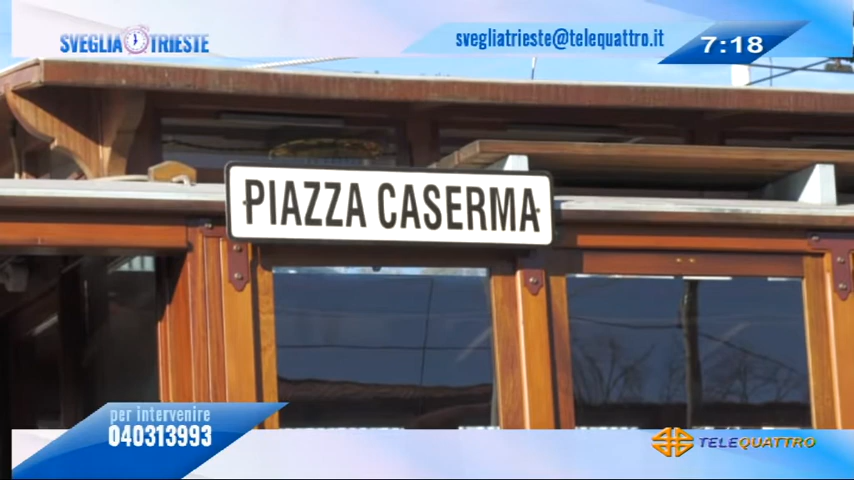 SVEGLIA TRIESTE
svegliatrieste@telequattro.it
7:18
PIAZZA CASERMA
per intervenire
040313993
TELEQUATTRO